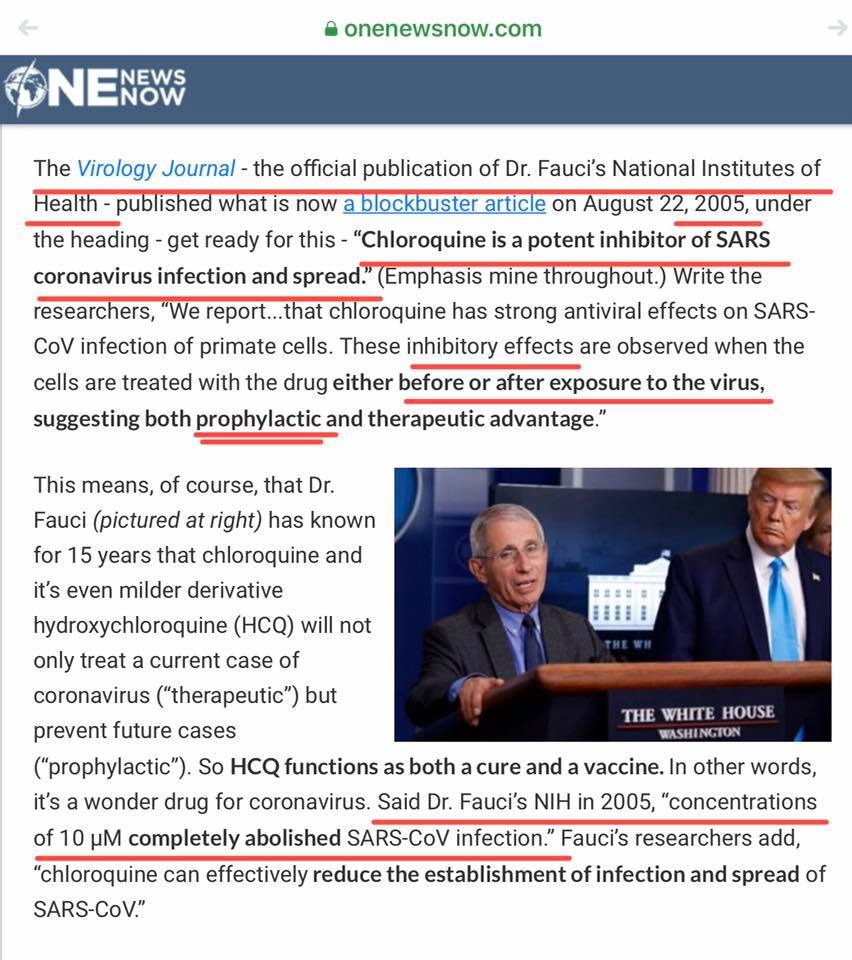 onenewsnow.com
ONE NEWS NOW
The Virology Journal - the official publication of Dr. Fauci’s National Institutes of
Health - published what is now a blockbuster article on August 22, 2005, under
the heading - get ready for this - “Chloroquine is a potent inhibitor of SARS
coronavirus infection and spread.” (Emphasis mine throughout.) Write the
researchers, “We report...that chloroquine has strong antiviral effects on SARS-
CoV infection of primate cells. These inhibitory effects are observed when the
cells are treated with the drug either before or after exposure to the virus,
suggesting both prophylactic and therapeutic advantage.”
This means, of course, that Dr.
Fauci (pictured at right) has known
for 15 years that chloroquine and
it’s even milder derivative
hydroxychloroquine (HCQ) will not
only treat a current case of
coronavirus (“therapeutic”) but
prevent future cases
THE WH
THE WHITE HOUSE
WASHINGTON
(“prophylactic”). So HCQ functions as both a cure and a vaccine. In other words,
it’s a wonder drug for coronavirus. Said Dr. Fauci’s NIH in 2005, “concentrations
of 10 μM completely abolished SARS-CoV infection.” Fauci’s researchers add,
“chloroquine can effectively reduce the establishment of infection and spread of
SARS-CoV.”